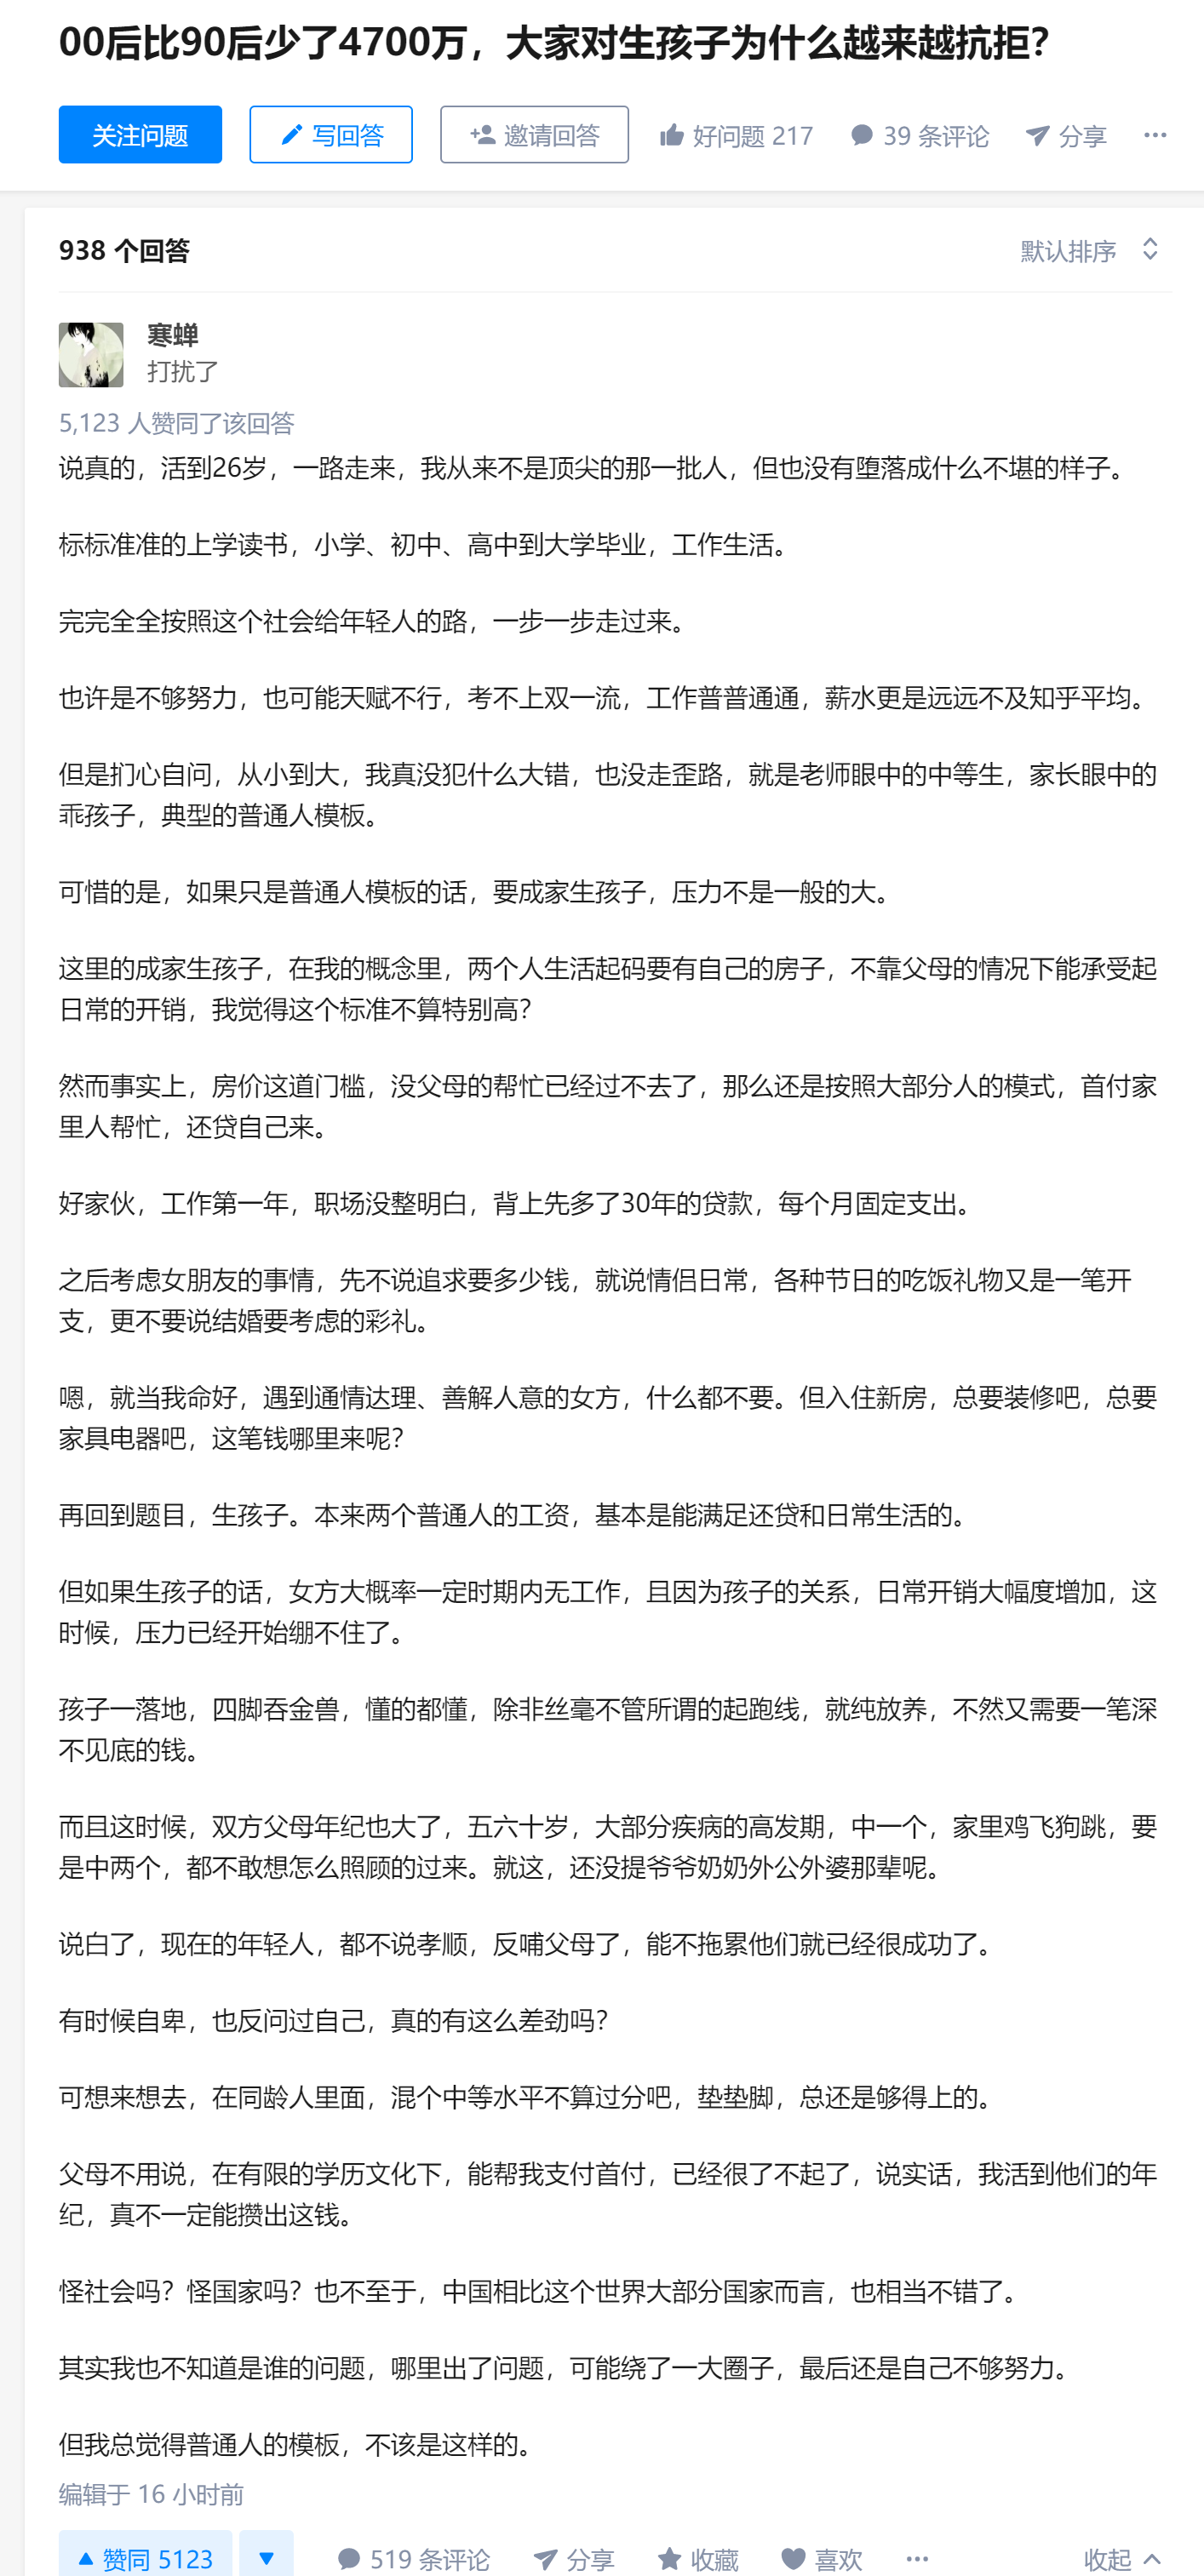 00后比90后少了4700万，大家对生孩子为什么越来越抗拒？
关注问题
写回答
邀请回答
好问题 217
39 条评论
分享
938 个回答
默认排序
寒蝉
打扰了
5,123 人赞同了该回答
说真的，活到26岁，一路走来，我从来不是顶尖的那一批人，但也没有堕落成什么不堪的样子。
标标准准的上学读书，小学、初中、高中到大学毕业，工作生活。
完完全全按照这个社会给年轻人的路，一步一步走过来。
也许是不够努力，也可能天赋不行，考不上双一流，工作普普通通，薪水更是远远不及知乎平均。
但是扪心自问，从小到大，我真没犯什么大错，也没走歪路，就是老师眼中的中等生，家长眼中的
乖孩子，典型的普通人模板。
可惜的是，如果只是普通人模板的话，要成家生孩子，压力不是一般的大。
这里的成家生孩子，在我的概念里，两个人生活起码要有自己的房子，不靠父母的情况下能承受起
日常的开销，我觉得这个标准不算特别高？
然而事实上，房价这道门槛，没父母的帮忙已经过不去了，那么还是按照大部分人的模式，首付家
里人帮忙，还贷自己来。
好家伙，工作第一年，职场没整明白，背上先多了30年的贷款，每个月固定支出。
之后考虑女朋友的事情，先不说追求要多少钱，就说情侣日常，各种节日的吃饭礼物又是一笔开
支，更不要说结婚要考虑的彩礼。
嗯，就当我命好，遇到通情达理、善解人意的女方，什么都不要。但入住新房，总要装修吧，总要
家具电器吧，这笔钱哪里来呢？
再回到题目，生孩子。本来两个普通人的工资，基本是能满足还贷和日常生活的。
但如果生孩子的话，女方大概率一定时期内无工作，且因为孩子的关系，日常开销大幅度增加，这
时候，压力已经开始绷不住了。
孩子一落地，四脚吞金兽，懂的都懂，除非丝毫不管所谓的起跑线，就纯放养，不然又需要一笔深
不见底的钱。
而且这时候，双方父母年纪也大了，五六十岁，大部分疾病的高发期，中一个，家里鸡飞狗跳，要
是中两个，都不敢想怎么照顾的过来。就这，还没提爷爷奶奶外公外婆那辈呢。
说白了，现在的年轻人，都不说孝顺，反哺父母了，能不拖累他们就已经很成功了。
有时候自卑，也反问过自己，真的有这么差劲吗？
可想来想去，在同龄人里面，混个中等水平不算过分吧，垫垫脚，总还是够得上的。
父母不用说，在有限的学历文化下，能帮我支付首付，已经很了不起了，说实话，我活到他们的年
纪，真不一定能攒出这钱。
怪社会吗？怪国家吗？也不至于，中国相比这个世界大部分国家而言，也相当不错了。
其实我也不知道是谁的问题，哪里出了问题，可能绕了一大圈子，最后还是自己不够努力。
但我总觉得普通人的模板，不该是这样的。
编辑于 16 小时前
赞同 5123
519 条评论
分享
收藏
喜欢
收起